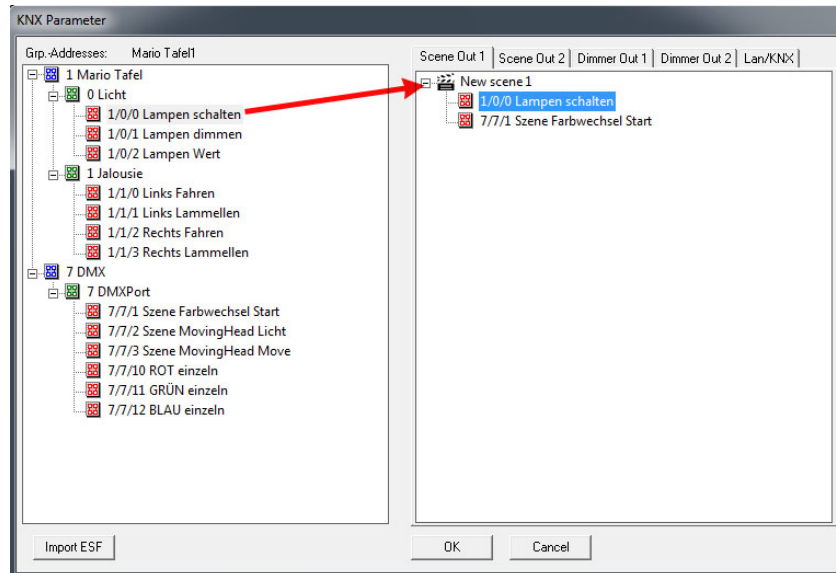 KNX Parameter
Grp.-Addresses: Mario Tafel1
1 Mario Tafel
0 Licht
1/0/0 Lampen schalten
1/0/1 Lampen dimmen
1/0/2 Lampen Wert
1 Jalousie
1/1/0 Links Fahren
1/1/1 Links Lammellen
1/1/2 Rechts Fahren
1/1/3 Rechts Lammellen
7 DMX
7 DMXPort
7/7/1 Szene Farbwechsel Start
7/7/2 Szene MovingHead Licht
7/7/3 Szene MovingHead Move
7/7/10 ROT einzeln
7/7/11 GRÜN einzeln
7/7/12 BLAU einzeln
Import ESF
Scene Out 1 Scene Out 2 Dimmer Out 1 Dimmer Out 2 Lan/KNX
New scene 1
1/0/0 Lampen schalten
7/7/1 Szene Farbwechsel Start
OK Cancel